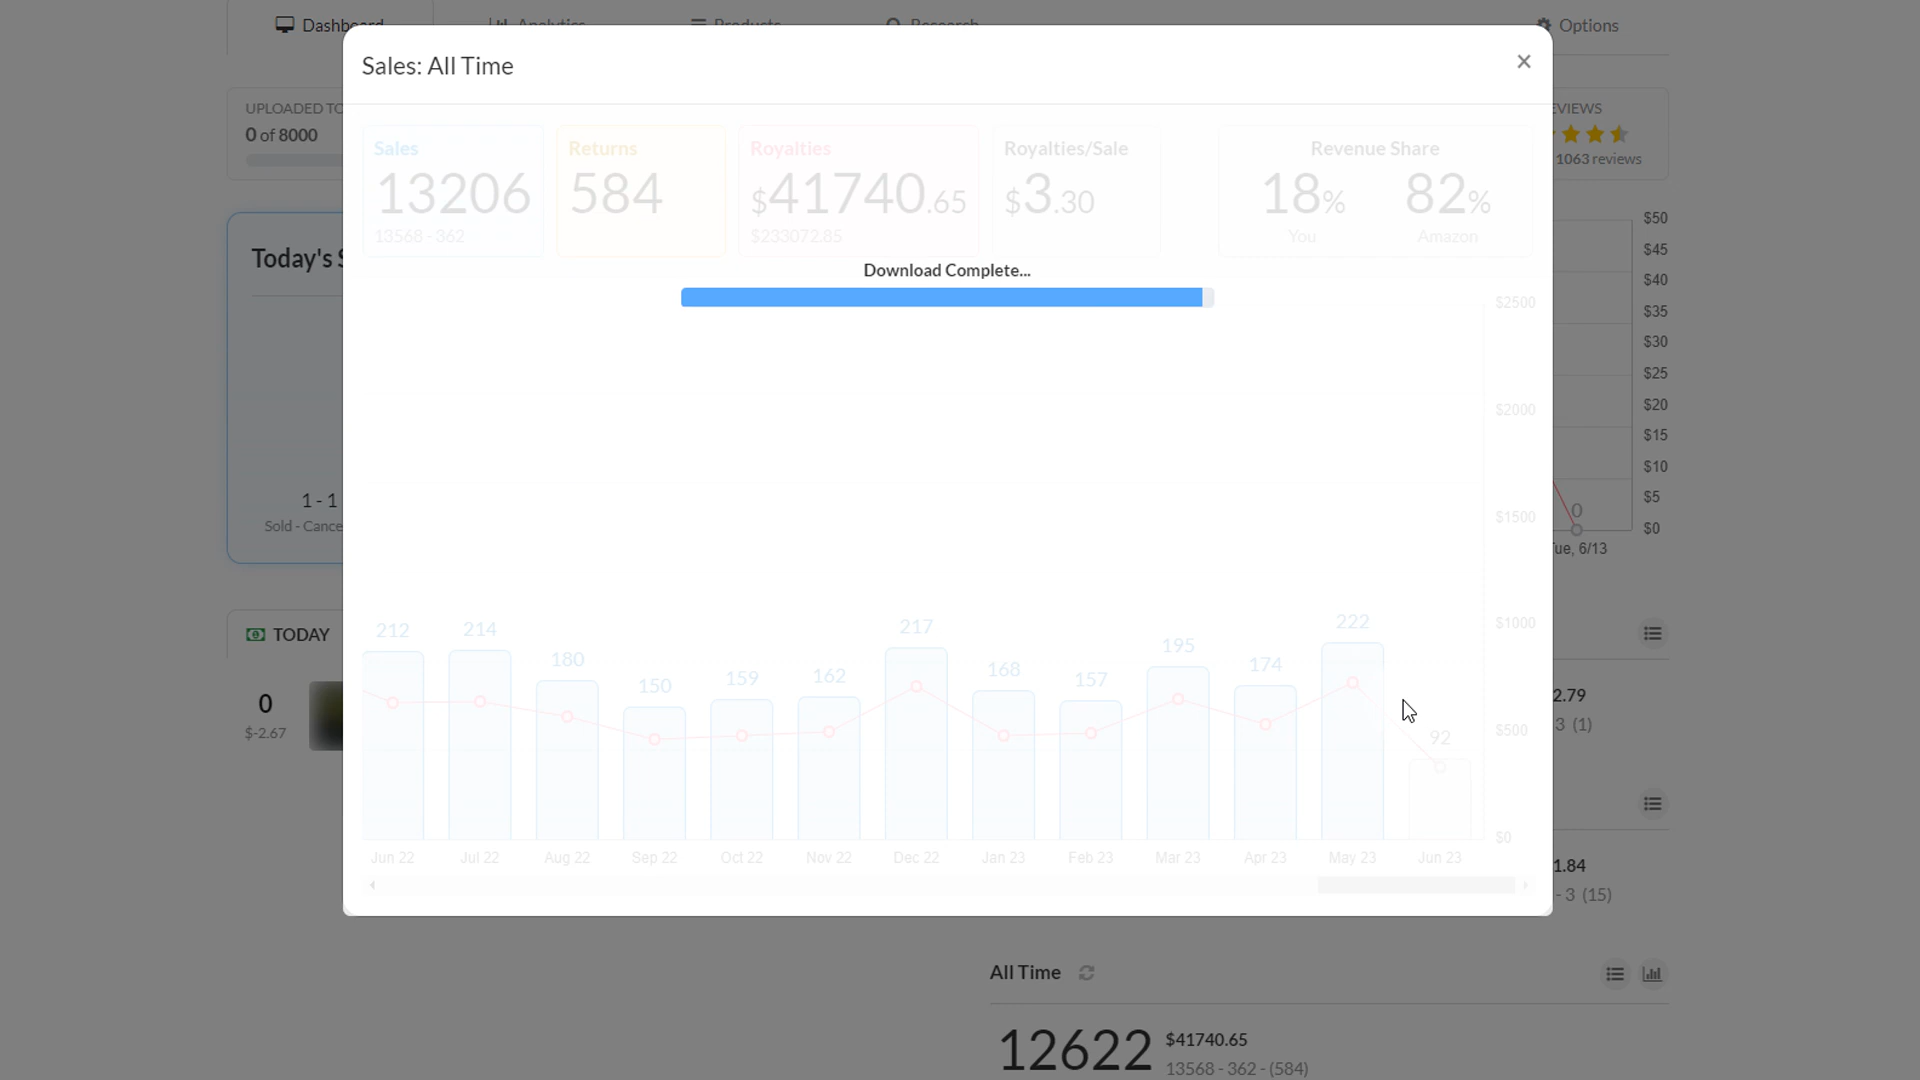 Dashboard
Analytics
Products
Research
Options
Sales: All Time
×
UPLOADED TO
0 of 8000
EVIEWS
1063 reviews
Sales
13206
13568 - 362
Returns
584
Royalties
$41740.65
$233072.85
Royalties/Sale
$3.30
Revenue Share
18%
82%
You
Amazon
Download Complete...
Today's S
1 - 1
Sold - Cance
$50
$45
$40
$35
$30
$25
$20
$15
$10
$5
$0
0
Tue, 6/13
$2500
$2000
$1500
$1000
$500
$0
212
214
180
150
159
162
217
168
157
195
174
222
92
Jun 22
Jul 22
Aug 22
Sep 22
Oct 22
Nov 22
Dec 22
Jan 23
Feb 23
Mar 23
Apr 23
May 23
Jun 23
TODAY
0
$-2.67
2.79
3 (1)
1.84
- 3 (15)
All Time
12622
$41740.65
13568 - 362 - (584)